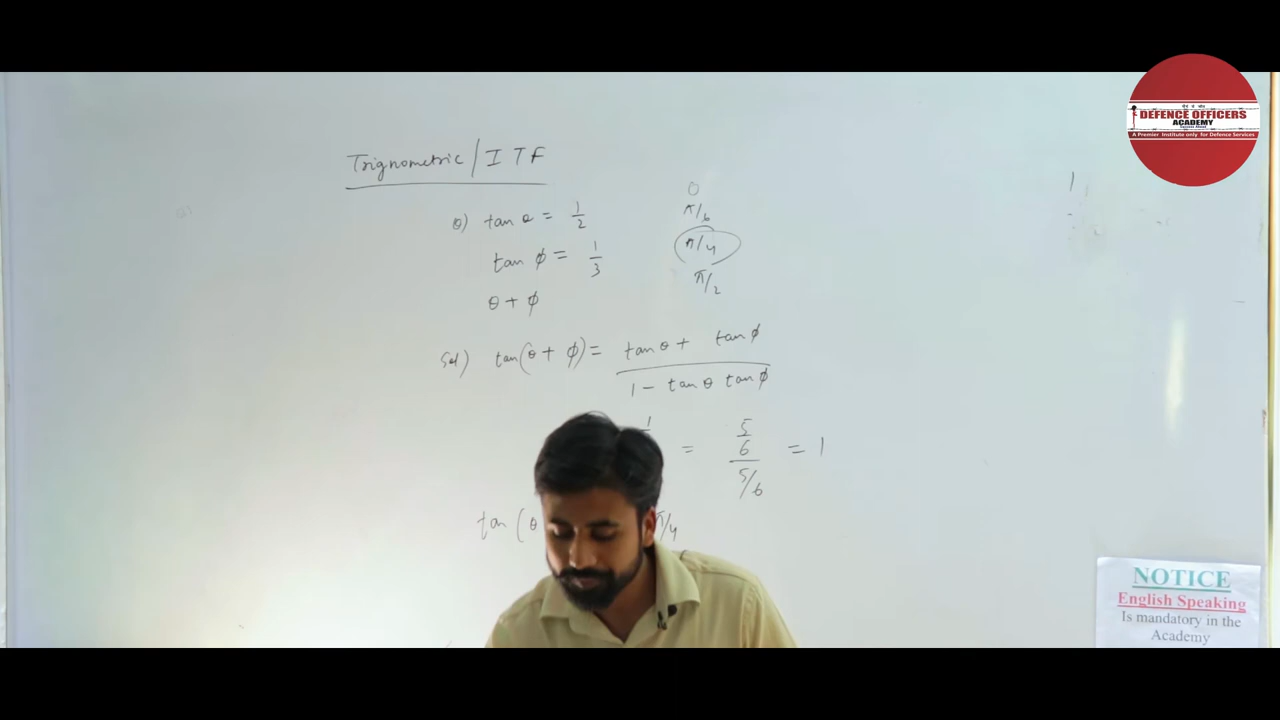 DEFENCE OFFICERS
ACADEMY
A Premier Institute only for Defence Services
Trignometric / ITF
Q) tan θ = 1/2
tan φ = 1/3
θ + φ
0
π/6
π/4
π/2
Sol) tan(θ + φ) = tan θ + tan φ / 1 - tan θ tan φ
1
= 5/6 / 5/6 = 1
tan (θ
π/4
1
NOTICE
English Speaking
Is mandatory in the
Academy